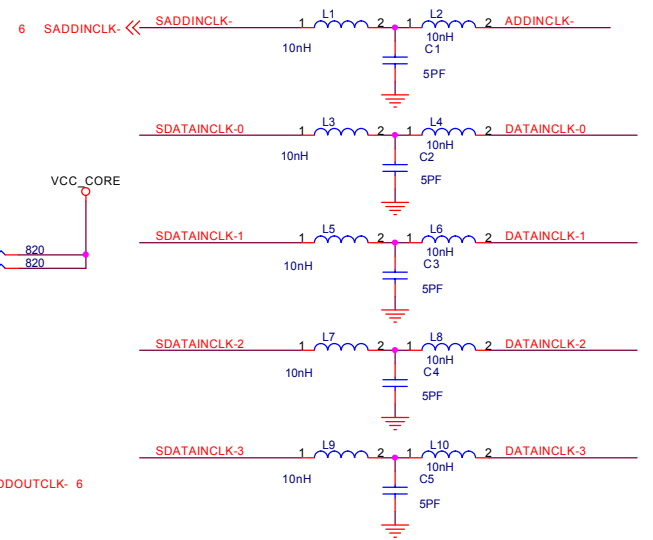 6 SADDINCLK- SADDINCLK- 1 L1 2 1 L2 2 ADDINCLK-
10nH 10nH
C1
5PF
SDATAINCLK-0 1 L3 2 1 L4 2 DATAINCLK-0
10nH 10nH
C2
5PF
VCC_CORE
SDATAINCLK-1 1 L5 2 1 L6 2 DATAINCLK-1
820
820
10nH 10nH
C3
5PF
SDATAINCLK-2 1 L7 2 1 L8 2 DATAINCLK-2
10nH 10nH
C4
5PF
SDATAINCLK-3 1 L9 2 1 L10 2 DATAINCLK-3
10nH 10nH
C5
DOUTCLK- 6
5PF